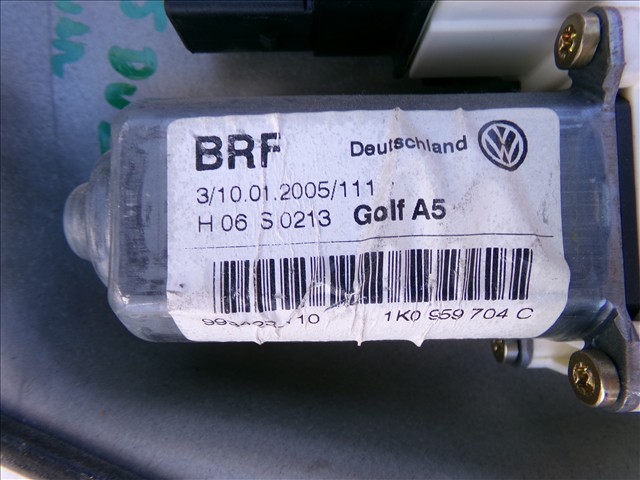 BRF Deutschland
3/10.01.2005/111
H 06 S 0213 Golf A5
1K0 959 704 C